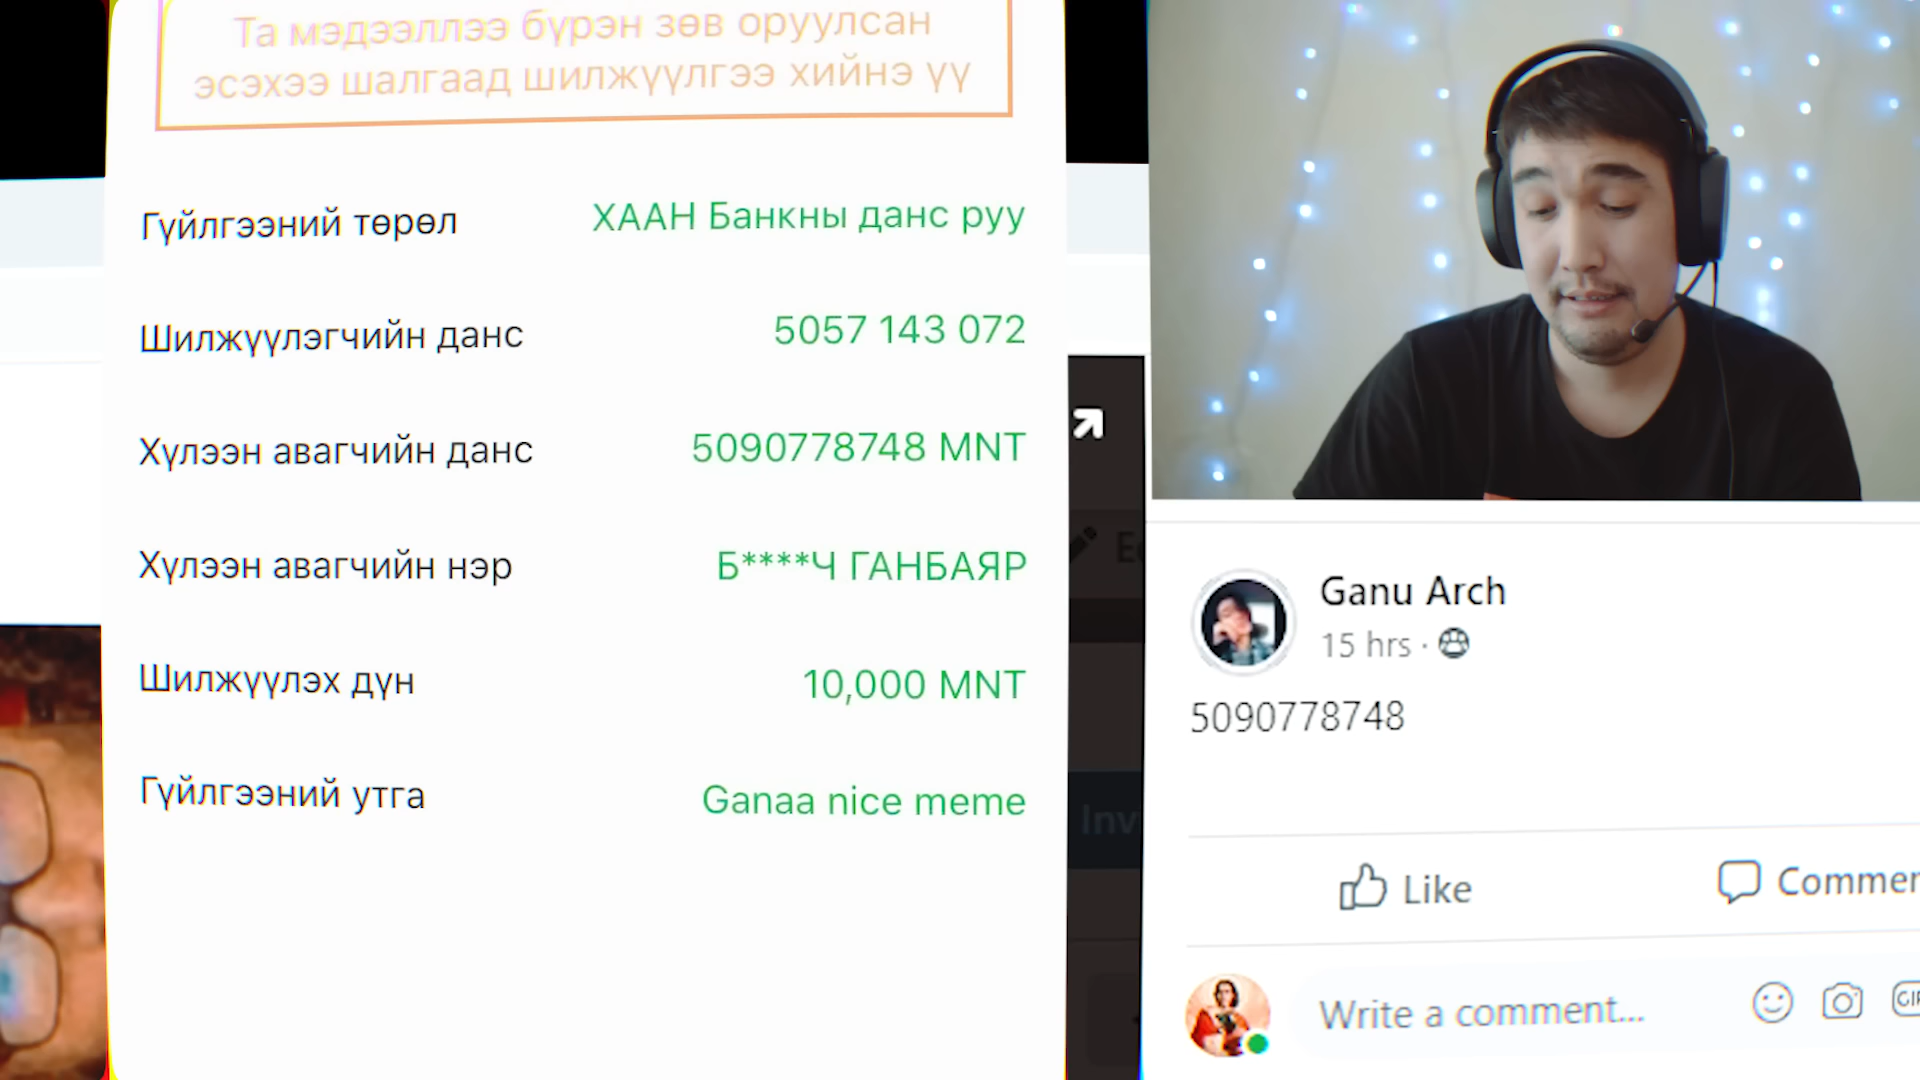 Та мэдээллээ бүрэн зөв оруулсан
эсэхээ шалгаад шилжүүлгээ хийнэ үү
Гүйлгээний төрөл ХААН Банкны данс руу
Шилжүүлэгчийн данс 5057 143 072
Хүлээн авагчийн данс 5090778748 MNT
Хүлээн авагчийн нэр Б****Ч ГАНБАЯР
Шилжүүлэх дүн 10,000 MNT
Гүйлгээний утга Ganaa nice meme
Ganu Arch
15 hrs ·
5090778748
Like
Write a comment...